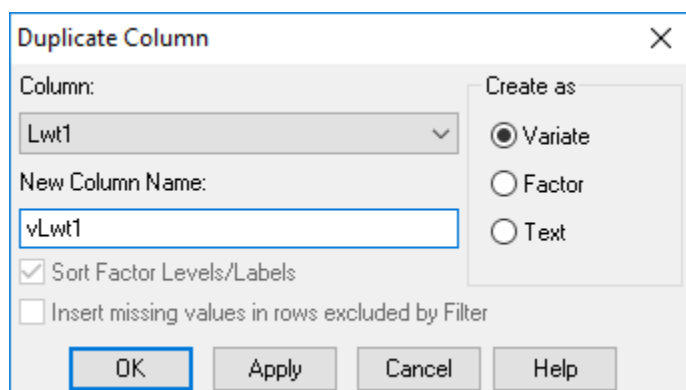 Duplicate Column
Column:
Lwt1
New Column Name:
vLwt1
Sort Factor Levels/Labels
Insert missing values in rows excluded by Filter
Create as
Variate
Factor
Text
OK Apply Cancel Help